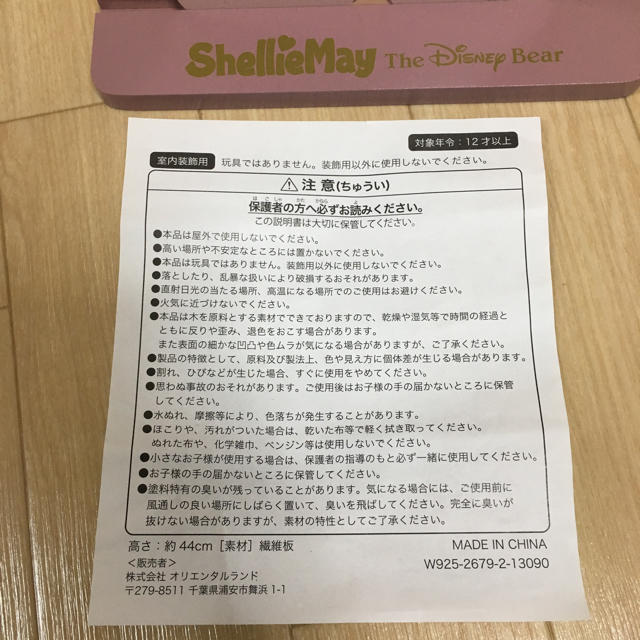 ShellieMay The Disney Bear
対象年令：12才以上
室内装飾用 玩具ではありません。装飾用以外に使用しないでください。
⚠注意(ちゅうい)
保護者の方へ必ずお読みください。
この説明書は大切に保管してください。
●本品は屋外で使用しないでください。
●高い場所や不安定なところには置かないでください。
●本品は玩具ではありません。装飾用以外に使用しないでください。
●落としたり、乱暴な扱いにより破損するおそれがあります。
●直射日光の当たる場所、高温になる場所でのご使用はお避けください。
●火気に近づけないでください。
●本品は木を原料とする素材でできておりますので、乾燥や湿気等で時間の経過と
ともに反りや歪み、退色をおこす場合があります。
また表面の細かな凹凸や色ムラが気になる場合がありますが、ご了承ください。
●製品の特徴として、原料及び製法上、色や見え方に個体差が生じる場合があります。
●割れ、ひびなどが生じた場合、すぐに使用をやめてください。
●思わぬ事故のおそれがあります。ご使用後はお子様の手の届かないところに保管
してください。
●水ぬれ、摩擦等により、色落ちが発生することがあります。
●ほこりや、汚れがついた場合は、乾いた布等で軽く拭き取ってください。
ぬれた布や、化学雑巾、ベンジン等は使用しないでください。
●小さなお子様が使用する場合は、保護者の指導のもと必ず一緒に使用してください。
●お子様の手の届かないところに保管してください。
●塗料特有の臭いが残っていることがあります。気になる場合には、ご使用前に
風通しの良い場所にしばらく置いて、臭いを飛ばしてください。完全に臭いが
抜けない場合がありますが、素材の特性としてご了承ください。
高さ：約44cm［素材］繊維板
MADE IN CHINA
＜販売者＞
W925-2679-2-13090
株式会社 オリエンタルランド
〒279-8511 千葉県浦安市舞浜 1-1